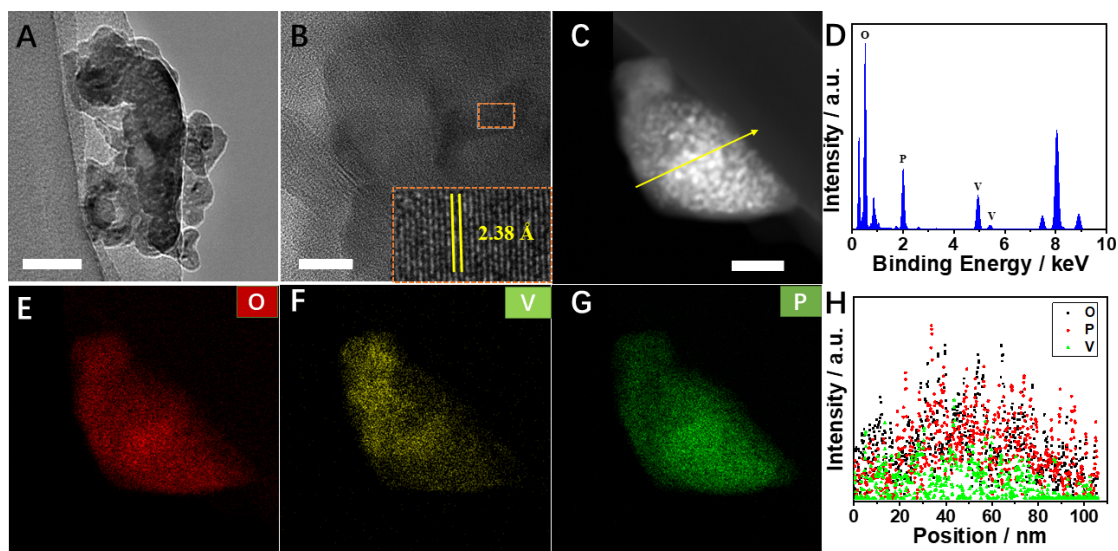 A
B
2.38 Å
C
D
O
P
V
V
Intensity / a.u.
0
2
4
6
8
10
Binding Energy / keV
E
O
F
V
G
P
H
O
P
V
Intensity / a.u.
0
20
40
60
80
100
Position / nm